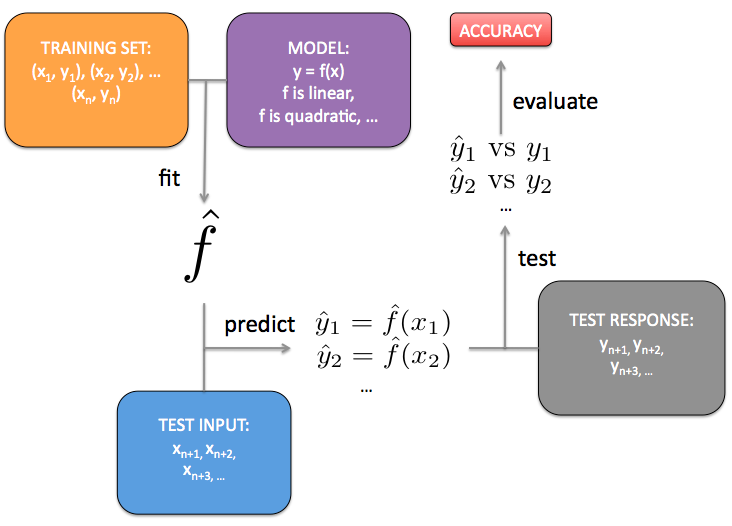 TRAINING SET:
(x₁, y₁), (x₂, y₂), ...
(xₙ, yₙ)
MODEL:
y = f(x)
f is linear,
f is quadratic, ...
ACCURACY
evaluate
ŷ₁ vs y₁
ŷ₂ vs y₂
...
fit
f̂
test
predict
ŷ₁ = f̂(x₁)
ŷ₂ = f̂(x₂)
...
TEST RESPONSE:
yₙ₊₁, yₙ₊₂,
yₙ₊₃, ...
TEST INPUT:
xₙ₊₁, xₙ₊₂,
xₙ₊₃, ...